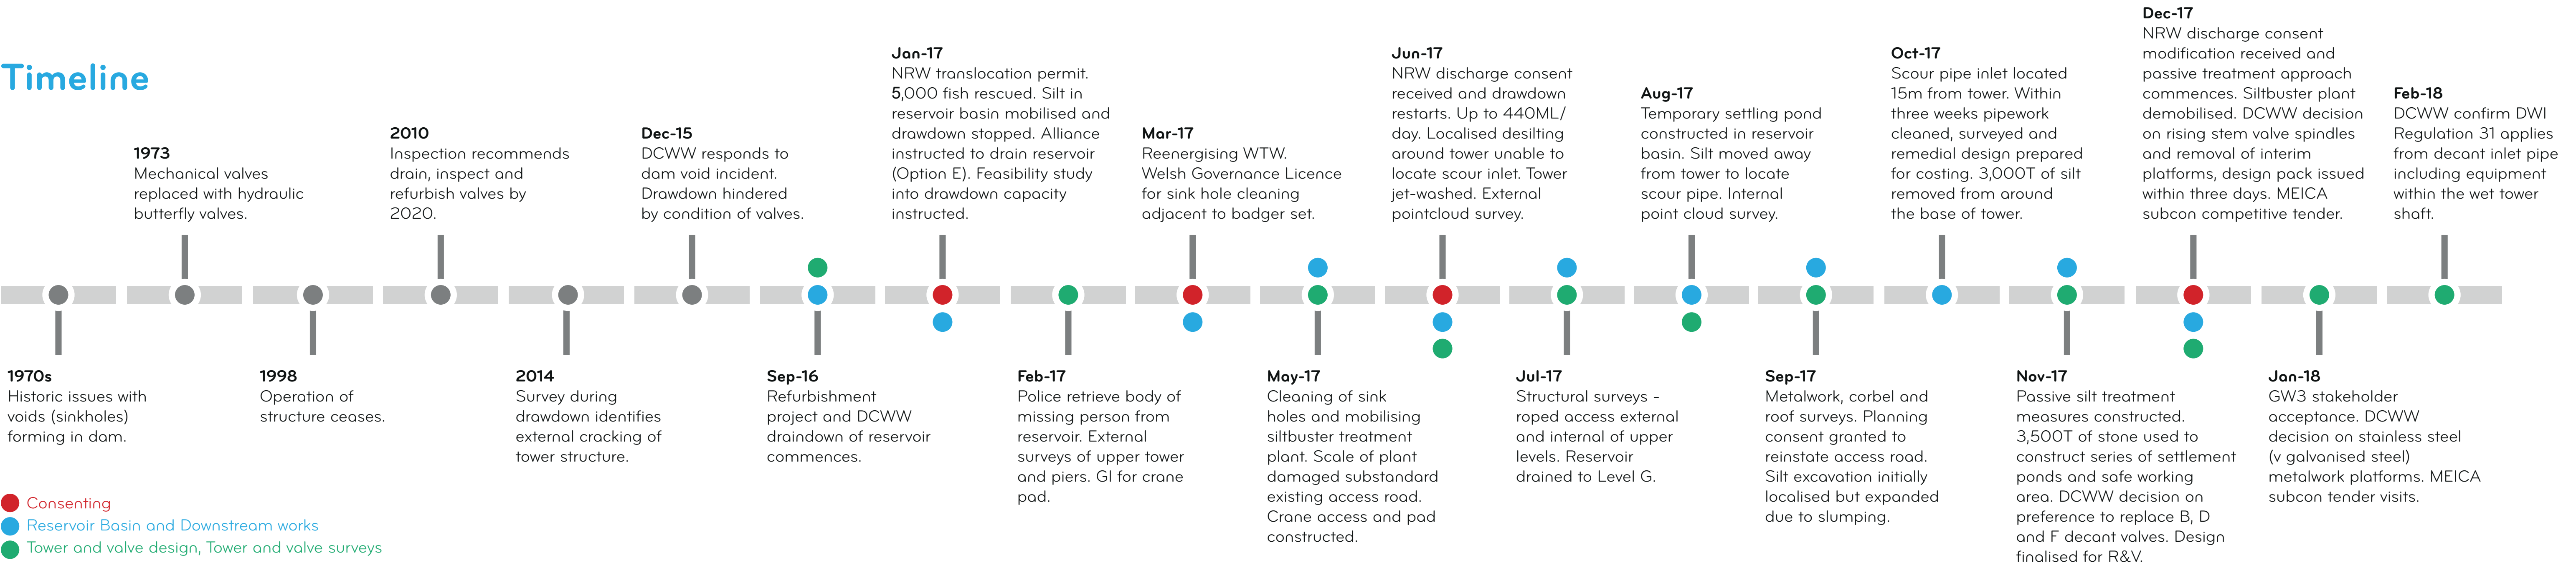 Timeline
1970s
Historic issues with
voids (sinkholes)
forming in dam.
1973
Mechanical valves
replaced with hydraulic
butterfly valves.
1998
Operation of
structure ceases.
2010
Inspection recommends
drain, inspect and
refurbish valves by
2020.
2014
Survey during
drawdown identifies
external cracking of
tower structure.
Dec-15
DCWW responds to
dam void incident.
Drawdown hindered
by condition of valves.
Sep-16
Refurbishment
project and DCWW
draindown of reservoir
commences.
Jan-17
NRW translocation permit.
5,000 fish rescued. Silt in
reservoir basin mobilised and
drawdown stopped. Alliance
instructed to drain reservoir
(Option E). Feasibility study
into drawdown capacity
instructed.
Feb-17
Police retrieve body of
missing person from
reservoir. External
surveys of upper tower
and piers. GI for crane
pad.
Mar-17
Reenergising WTW.
Welsh Governance Licence
for sink hole cleaning
adjacent to badger set.
May-17
Cleaning of sink
holes and mobilising
siltbuster treatment
plant. Scale of plant
damaged substandard
existing access road.
Crane access and pad
constructed.
Jun-17
NRW discharge consent
received and drawdown
restarts. Up to 440ML/
day. Localised desilting
around tower unable to
locate scour inlet. Tower
jet-washed. External
pointcloud survey.
Jul-17
Structural surveys -
roped access external
and internal of upper
levels. Reservoir
drained to Level G.
Aug-17
Temporary settling pond
constructed in reservoir
basin. Silt moved away
from tower to locate
scour pipe. Internal
point cloud survey.
Sep-17
Metalwork, corbel and
roof surveys. Planning
consent granted to
reinstate access road.
Silt excavation initially
localised but expanded
due to slumping.
Oct-17
Scour pipe inlet located
15m from tower. Within
three weeks pipework
cleaned, surveyed and
remedial design prepared
for costing. 3,000T of silt
removed from around
the base of tower.
Nov-17
Passive silt treatment
measures constructed.
3,500T of stone used to
construct series of settlement
ponds and safe working
area. DCWW decision on
preference to replace B, D
and F decant valves. Design
finalised for R&V.
Dec-17
NRW discharge consent
modification received and
passive treatment approach
commences. Siltbuster plant
demobilised. DCWW decision
on rising stem valve spindles
and removal of interim
platforms, design pack issued
within three days. MEICA
subcon competitive tender.
Jan-18
GW3 stakeholder
acceptance. DCWW
decision on stainless steel
(v galvanised steel)
metalwork platforms. MEICA
subcon tender visits.
Feb-18
DCWW confirm DWI
Regulation 31 applies
from decant inlet pipe
including equipment
within the wet tower
shaft.
Consenting
Reservoir Basin and Downstream works
Tower and valve design, Tower and valve surveys